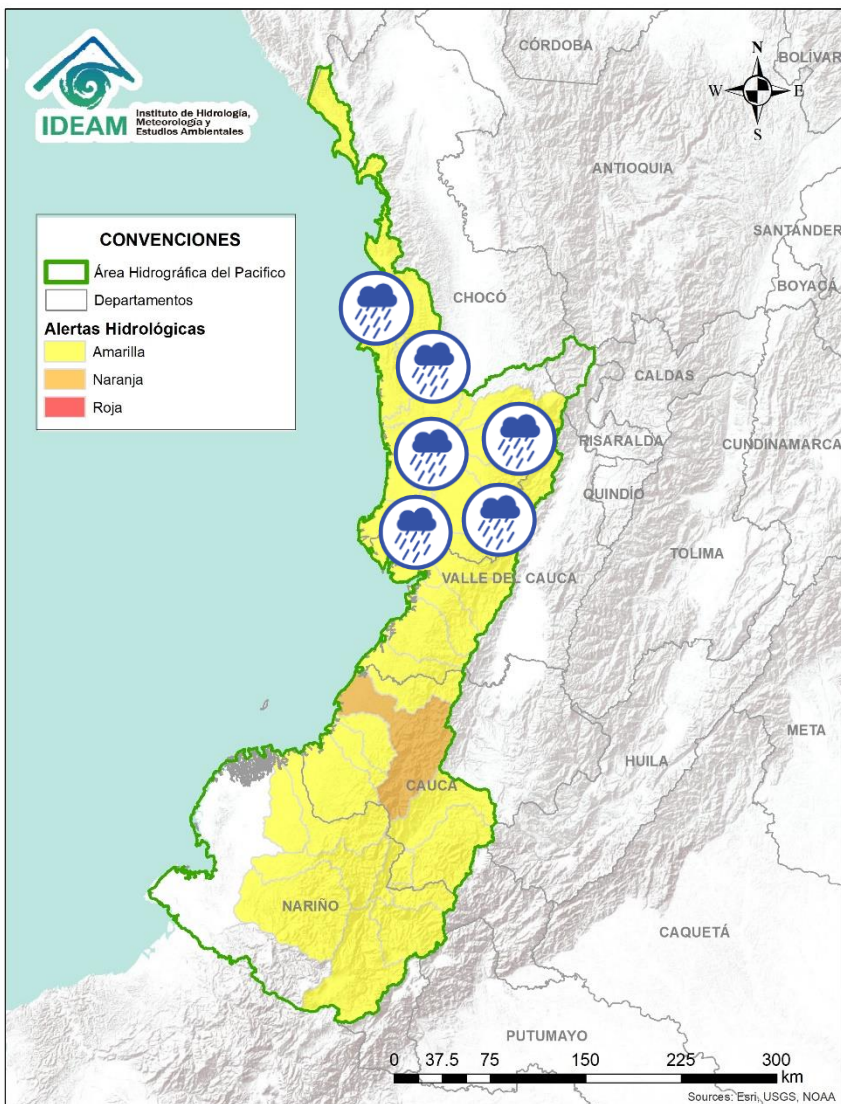 IDEAM
Instituto de Hidrología,
Meteorología y
Estudios Ambientales
CÓRDOBA
BOLÍVAR
N
W
E
S
ANTIOQUIA
SANTANDER
BOYACÁ
CONVENCIONES
Área Hidrográfica del Pacifico
Departamentos
Alertas Hidrológicas
Amarilla
Naranja
Roja
CHOCÓ
CALDAS
RISARALDA
CUNDINAMARCA
QUINDÍO
TOLIMA
VALLE DEL CAUCA
META
HUILA
CAUCA
NARIÑO
CAQUETÁ
PUTUMAYO
0 37.5 75 150 225 300
km
Sources: Esri, USGS, NOAA